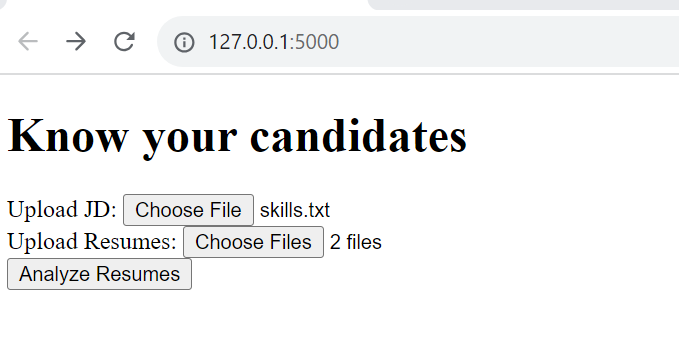 127.0.0.1:5000
Know your candidates
Upload JD: Choose File skills.txt
Upload Resumes: Choose Files 2 files
Analyze Resumes